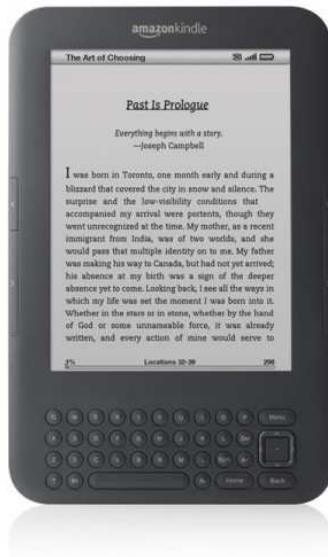 amazonkindle
The Art of Choosing
Past Is Prologue
Everything begins with a story.
—Joseph Campbell
I was born in Toronto, one month early and during a
blizzard that covered the city in snow and silence. The
surprise and the low-visibility conditions that
accompanied my arrival were portents, though they
went unrecognized at the time. My mother, as a recent
immigrant from India, was of two worlds, and she
would pass that multiple identity on to me. My father
was making his way to Canada, but had not yet arrived;
his absence at my birth was a sign of the deeper
absence yet to come. Looking back, I see all the ways in
which my life was set the moment I was born into it.
Whether in the stars or in stone, whether by the hand
of God or some unnameable force, it was already
written, and every action of mine would serve to
1% Locations 32-39 296
Menu
Home Back